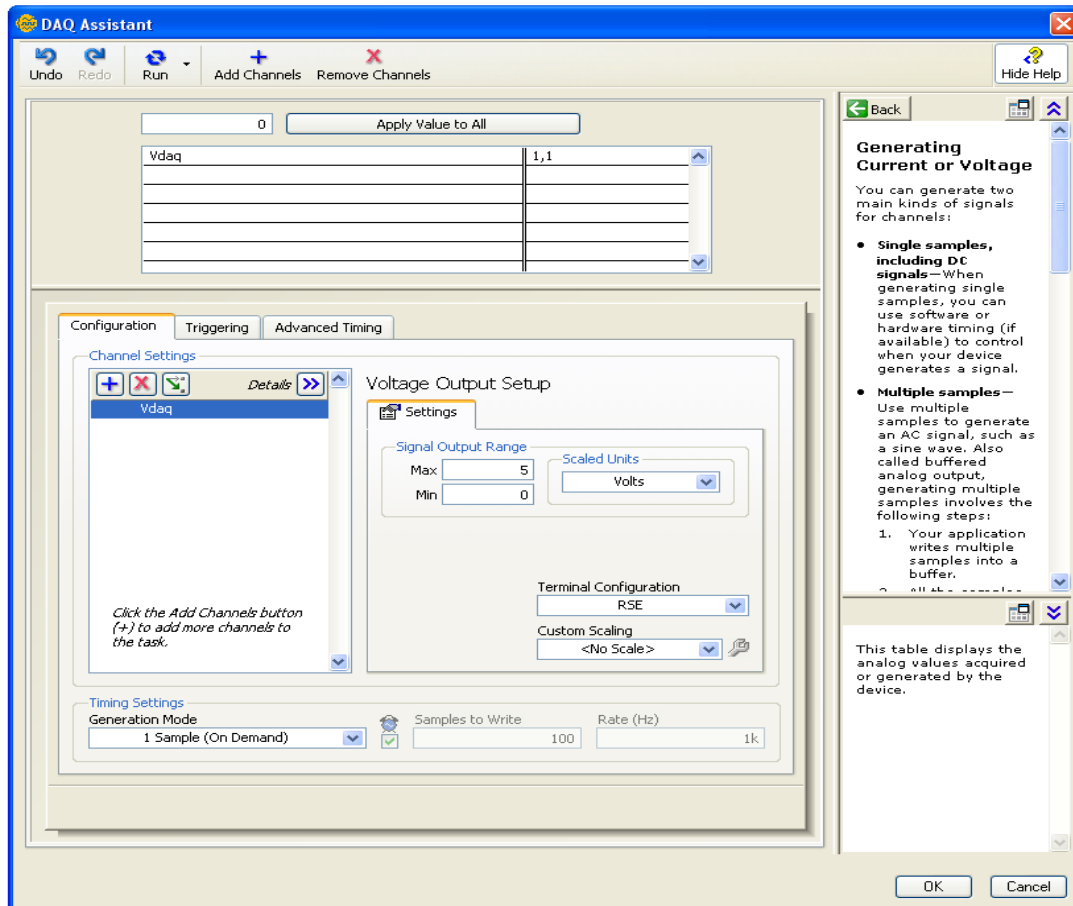 DAQ Assistant
Undo Redo Run Add Channels Remove Channels Hide Help
0 Apply Value to All
Vdaq 1,1
Configuration Triggering Advanced Timing
Channel Settings
Details
Vdaq
Click the Add Channels button
(+) to add more channels to
the task.
Voltage Output Setup
Settings
Signal Output Range
Max 5
Min 0
Scaled Units
Volts
Terminal Configuration
RSE
Custom Scaling
<No Scale>
Timing Settings
Generation Mode Samples to Write Rate (Hz)
1 Sample (On Demand) 100 1k
Back
Generating
Current or Voltage
You can generate two
main kinds of signals
for channels:
• Single samples,
including DC
signals—When
generating single
samples, you can
use software or
hardware timing (if
available) to control
when your device
generates a signal.
• Multiple samples—
Use multiple
samples to generate
an AC signal, such as
a sine wave. Also
called buffered
analog output,
generating multiple
samples involves the
following steps:
1. Your application
writes multiple
samples into a
buffer.
This table displays the
analog values acquired
or generated by the
device.
OK Cancel